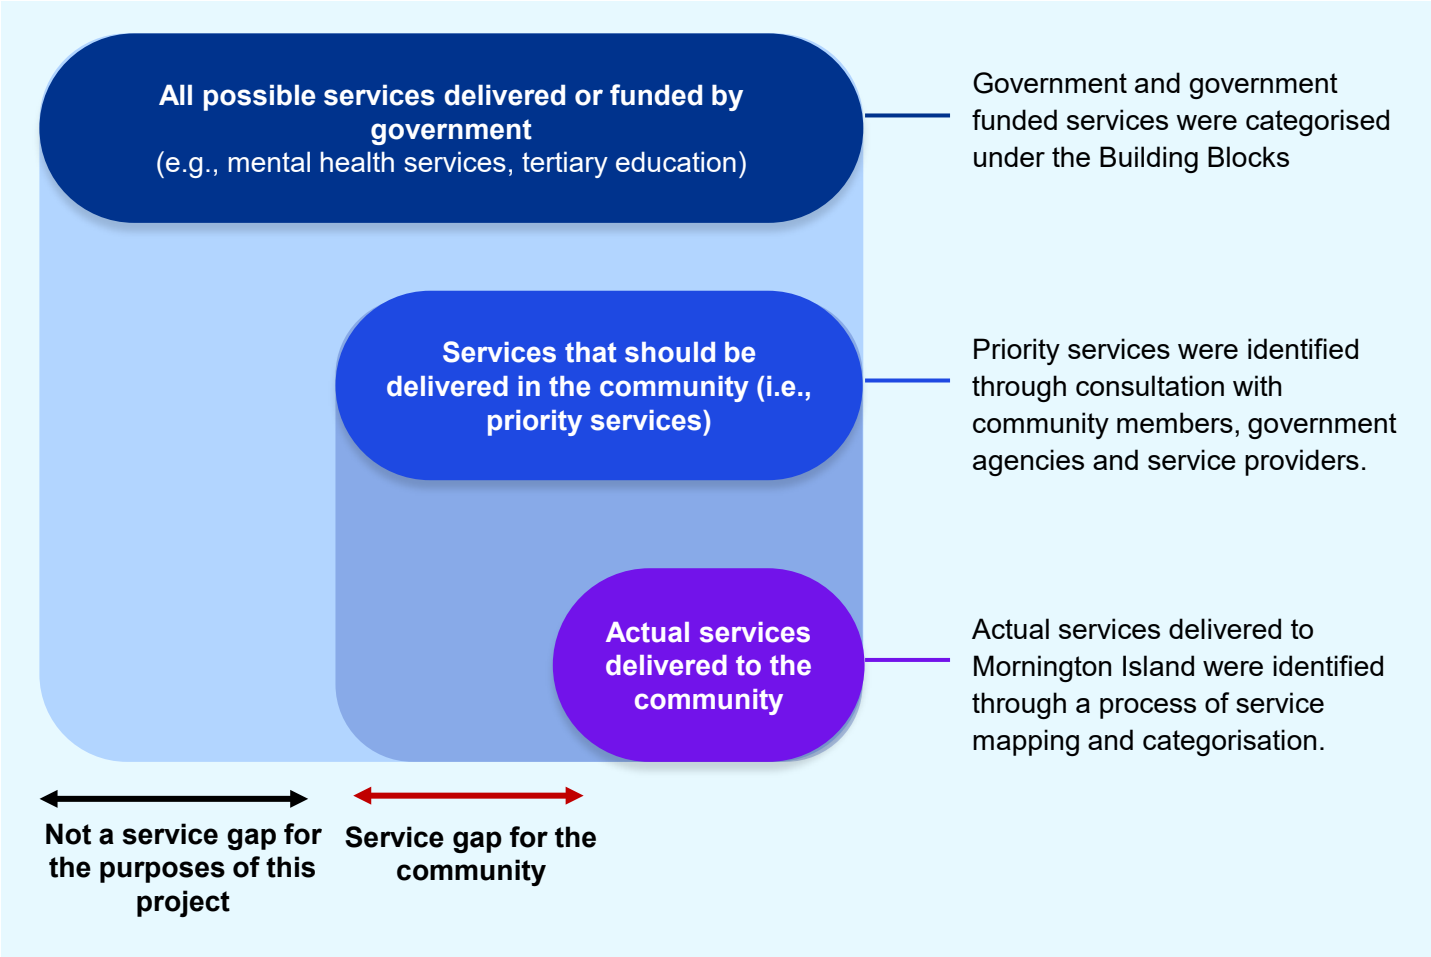 All possible services delivered or funded by
government
(e.g., mental health services, tertiary education)
Government and government
funded services were categorised
under the Building Blocks
Services that should be
delivered in the community (i.e.,
priority services)
Priority services were identified
through consultation with
community members, government
agencies and service providers.
Actual services
delivered to the
community
Actual services delivered to
Mornington Island were identified
through a process of service
mapping and categorisation.
Not a service gap for
the purposes of this
project
Service gap for the
community